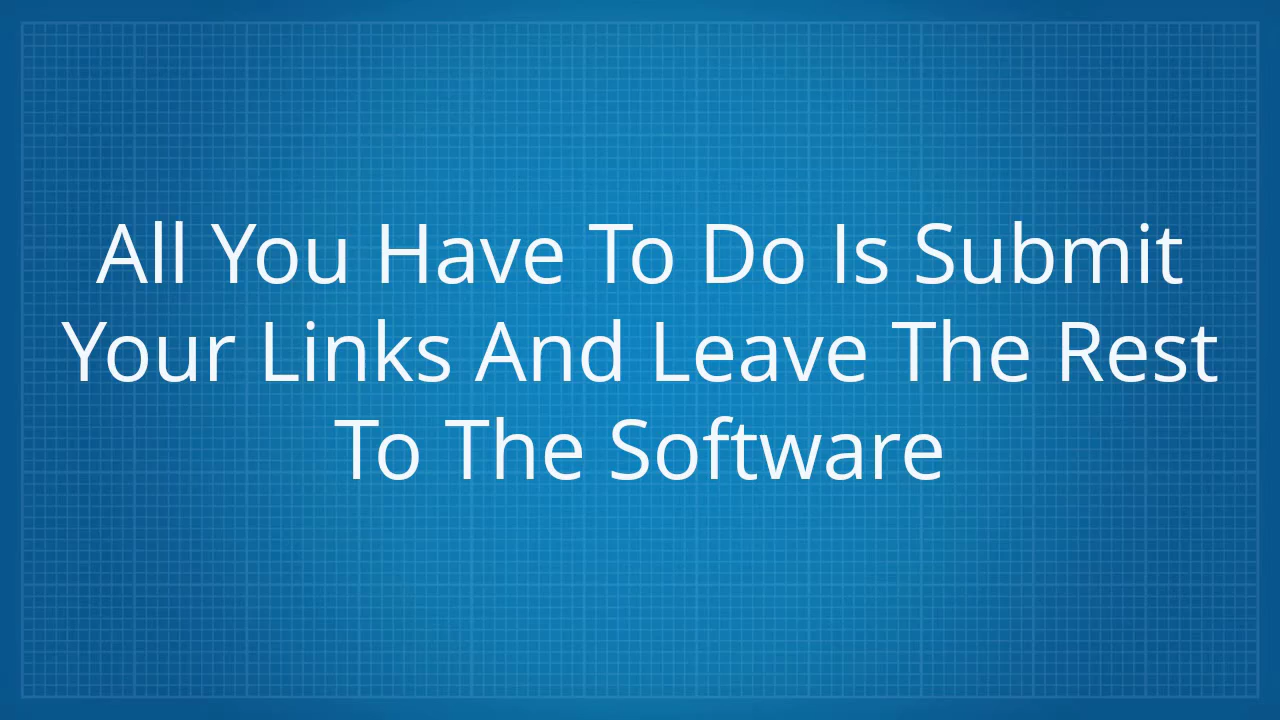 All You Have To Do Is Submit
Your Links And Leave The Rest
To The Software